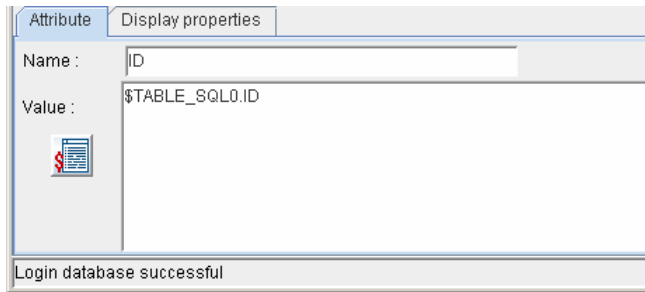 Attribute Display properties
Name : ID
Value : $TABLE_SQL0.ID
$
Login database successful